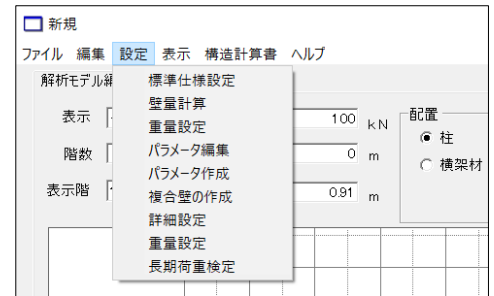 新規
ファイル 編集 設定 表示 構造計算書 ヘルプ
解析モデル
標準仕様設定
壁量計算
重量設定
パラメータ編集
パラメータ作成
複合壁の作成
詳細設定
重量設定
長期荷重検定
表示 100 kN
階数 0 m
表示階 0.91 m
配置
柱
横架材